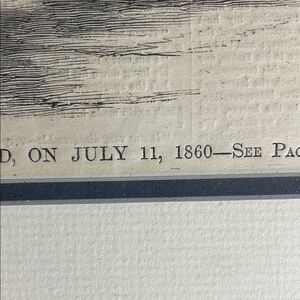 D, ON JULY 11, 1860—SEE PAG